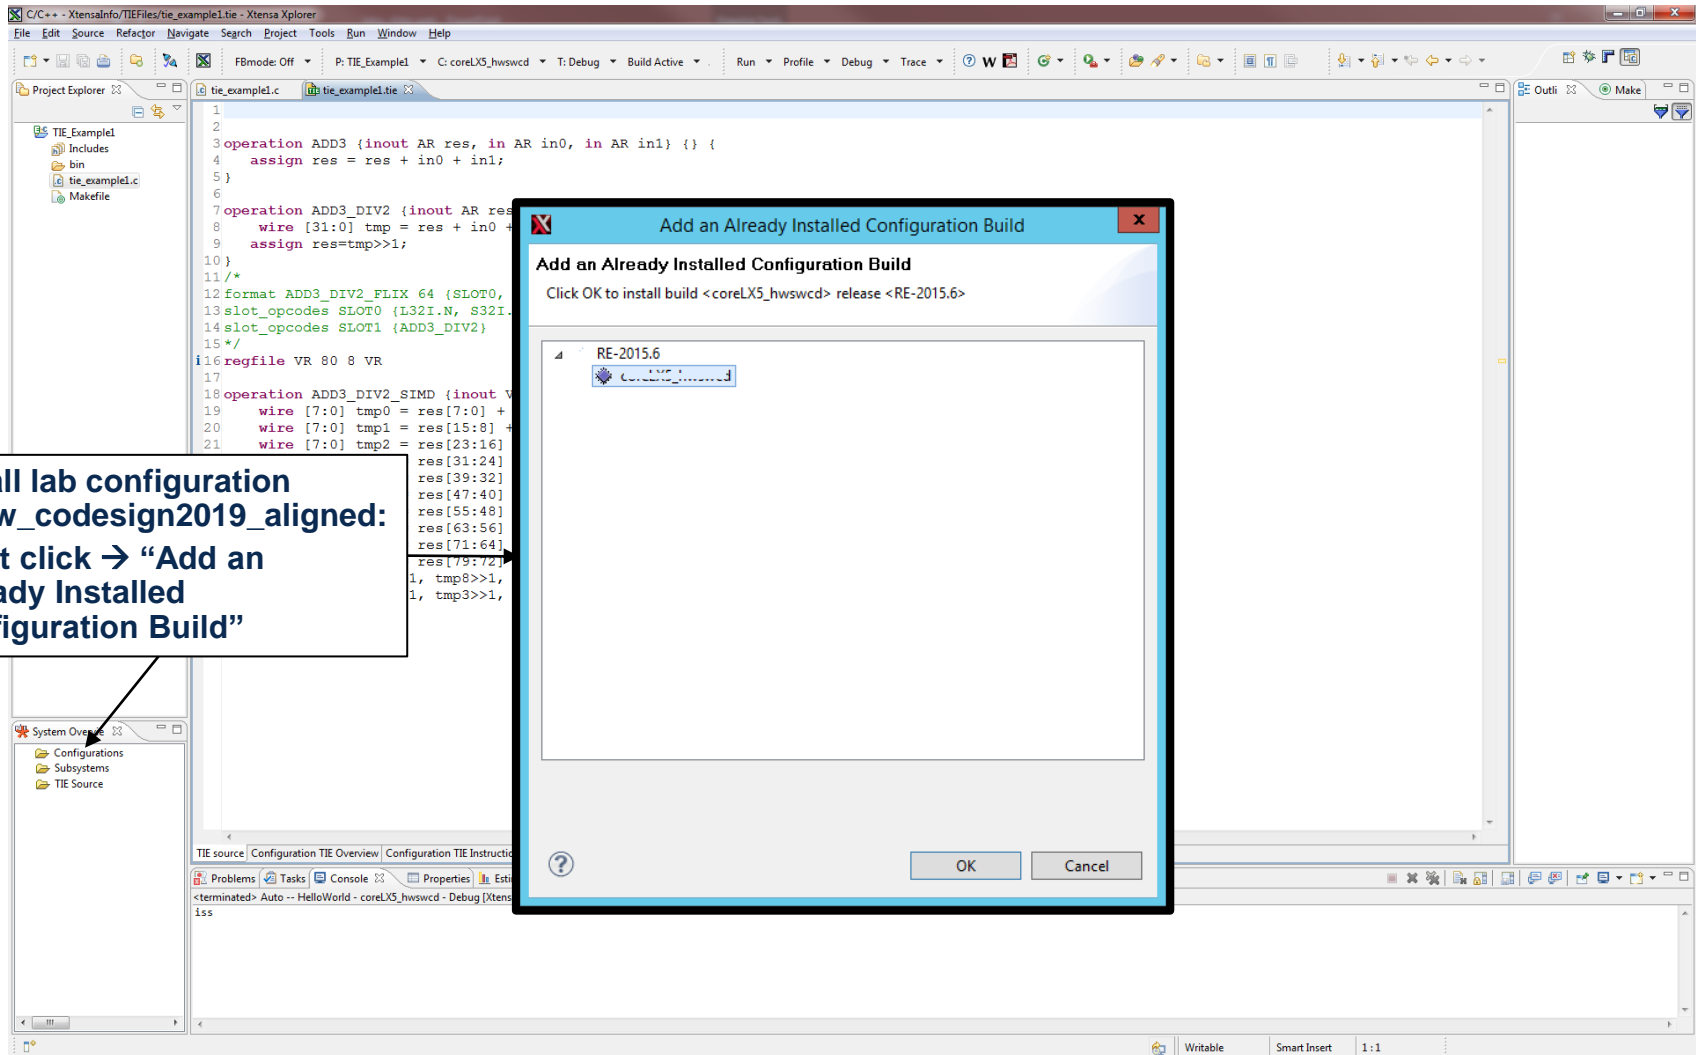 C/C++ - XtensaInfo/TIEFiles/tie_example1.tie - Xtensa Xplorer
File Edit Source Refactor Navigate Search Project Tools Run Window Help
FBmode: Off P: TIE_Example1 C: coreLX5_hwswcd T: Debug Build Active Run Profile Debug Trace
Project Explorer
tie_example1.c tie_example1.tie
Outli Make
TIE_Example1
Includes
bin
tie_example1.c
Makefile
1
2
3 operation ADD3 {inout AR res, in AR in0, in AR in1} {} {
4 assign res = res + in0 + in1;
5 }
6
7 operation ADD3_DIV2 {inout AR res
8 wire [31:0] tmp = res + in0 +
9 assign res=tmp>>1;
10 }
11 /*
12 format ADD3_DIV2_FLIX 64 {SLOT0,
13 slot_opcodes SLOT0 {L32I.N, S32I.
14 slot_opcodes SLOT1 {ADD3_DIV2}
15 */
16 regfile VR 80 8 VR
17
18 operation ADD3_DIV2_SIMD {inout V
19 wire [7:0] tmp0 = res[7:0] +
20 wire [7:0] tmp1 = res[15:8] +
21 wire [7:0] tmp2 = res[23:16]
res[31:24]
res[39:32]
res[47:40]
res[55:48]
res[63:56]
res[71:64]
res[79:72]
1, tmp8>>1,
1, tmp3>>1,
all lab configuration
w_codesign2019_aligned:
t click → “Add an
ady Installed
figuration Build”
Add an Already Installed Configuration Build
Add an Already Installed Configuration Build
Click OK to install build <coreLX5_hwswcd> release <RE-2015.6>
RE-2015.6
coreLX5_hwswcd
OK Cancel
System Overvie
Configurations
Subsystems
TIE Source
TIE source Configuration TIE Overview Configuration TIE Instructio
Problems Tasks Console Properties Esti
<terminated> Auto -- HelloWorld - coreLX5_hwswcd - Debug [Xtens
iss
Writable Smart Insert 1:1